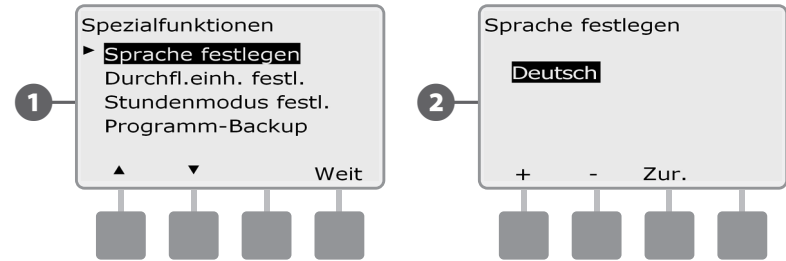 1
Spezialfunktionen
► Sprache festlegen
Durchfl.einh. festl.
Stundenmodus festl.
Programm-Backup
▲ ▼ Weit
2
Sprache festlegen
Deutsch
+ - Zur.